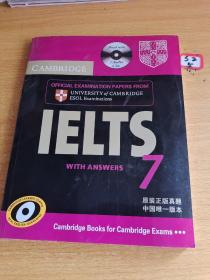 CAMBRIDGE
OFFICIAL EXAMINATION PAPERS FROM
UNIVERSITY of CAMBRIDGE
ESOL Examinations
IELTS
WITH ANSWERS
7
原装正版真题
中国唯一版本
Cambridge Books for Cambridge Exams